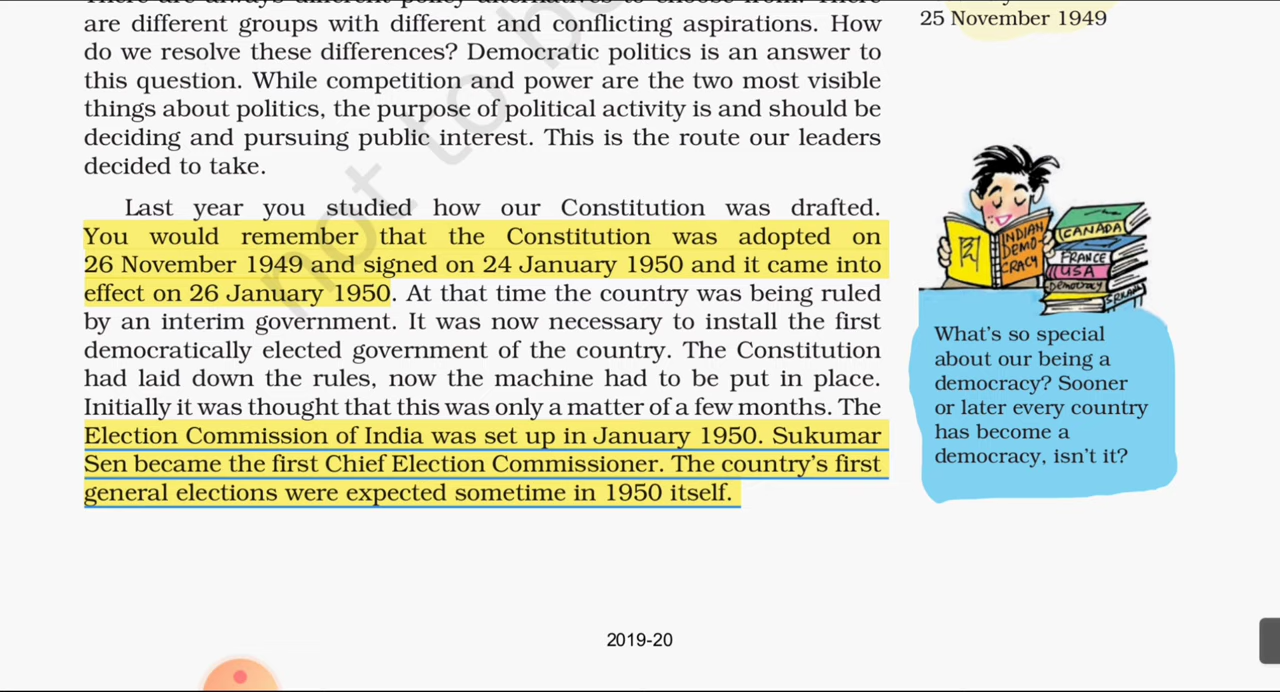 are different groups with different and conflicting aspirations. How
do we resolve these differences? Democratic politics is an answer to
this question. While competition and power are the two most visible
things about politics, the purpose of political activity is and should be
deciding and pursuing public interest. This is the route our leaders
decided to take.
Last year you studied how our Constitution was drafted.
You would remember that the Constitution was adopted on
26 November 1949 and signed on 24 January 1950 and it came into
effect on 26 January 1950. At that time the country was being ruled
by an interim government. It was now necessary to install the first
democratically elected government of the country. The Constitution
had laid down the rules, now the machine had to be put in place.
Initially it was thought that this was only a matter of a few months. The
Election Commission of India was set up in January 1950. Sukumar
Sen became the first Chief Election Commissioner. The country's first
general elections were expected sometime in 1950 itself.
25 November 1949
INDIAN
DEMO-
CRACY
CANADA
FRANCE
USA
Democracy
What's so special
about our being a
democracy? Sooner
or later every country
has become a
democracy, isn't it?
not to
2019-20